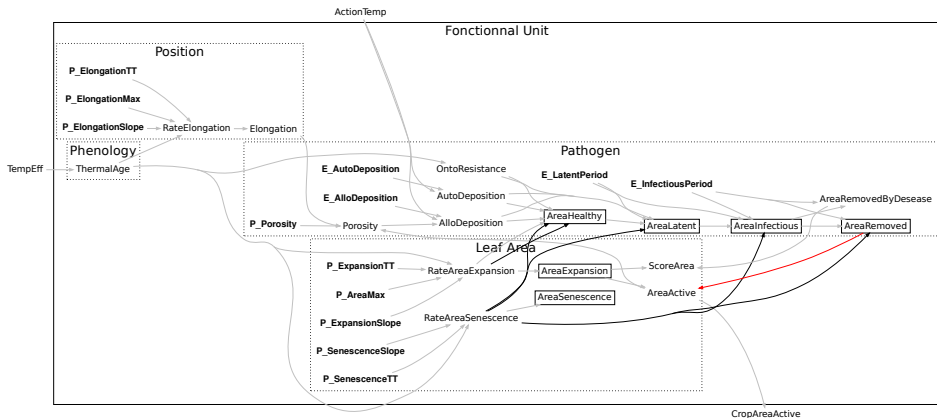 ActionTemp
Fonctionnal Unit
Position
P_ElongationTT
P_ElongationMax
P_ElongationSlope
RateElongation
Elongation
Phenology
TempEff
ThermalAge
Pathogen
E_AutoDeposition
OntoResistance
E_LatentPeriod
E_InfectiousPeriod
E_AlloDeposition
AutoDeposition
AreaRemovedByDesease
P_Porosity
Porosity
AlloDeposition
AreaHealthy
AreaLatent
AreaInfectious
AreaRemoved
Leaf Area
P_ExpansionTT
RateAreaExpansion
AreaExpansion
ScoreArea
P_AreaMax
AreaSenescence
AreaActive
P_ExpansionSlope
RateAreaSenescence
P_SenescenceSlope
P_SenescenceTT
CropAreaActive